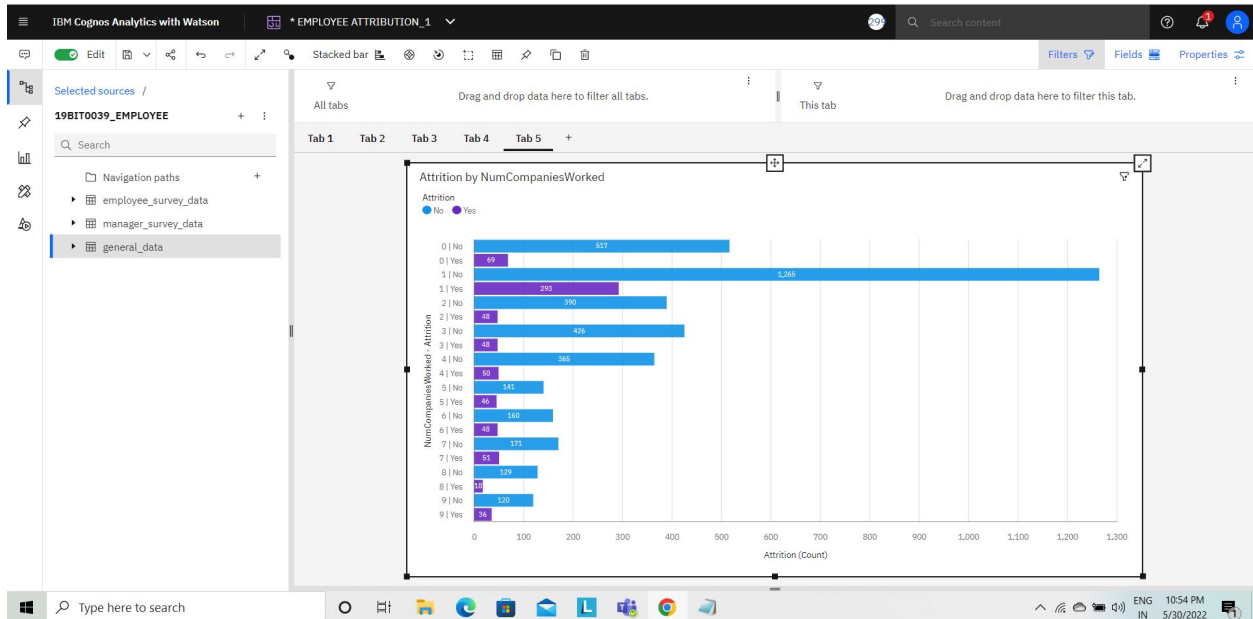 IBM Cognos Analytics with Watson
* EMPLOYEE ATTRIBUTION_1
299
Search content
1
Edit
Stacked bar
Filters
Fields
Properties
Selected sources /
19BIT0039_EMPLOYEE
Search
Navigation paths
employee_survey_data
manager_survey_data
general_data
All tabs
Drag and drop data here to filter all tabs.
This tab
Drag and drop data here to filter this tab.
Tab 1 Tab 2 Tab 3 Tab 4 Tab 5 +
Attrition by NumCompaniesWorked
Attrition
No Yes
NumCompaniesWorked - Attrition
0 | No 517
0 | Yes 69
1 | No 1,265
1 | Yes 293
2 | No 390
2 | Yes 48
3 | No 426
3 | Yes 48
4 | No 365
4 | Yes 50
5 | No 141
5 | Yes 46
6 | No 160
6 | Yes 48
7 | No 171
7 | Yes 51
8 | No 129
8 | Yes 18
9 | No 120
9 | Yes 36
0 100 200 300 400 500 600 700 800 900 1,000 1,100 1,200 1,300
Attrition (Count)
Type here to search
ENG
IN
10:54 PM
5/30/2022